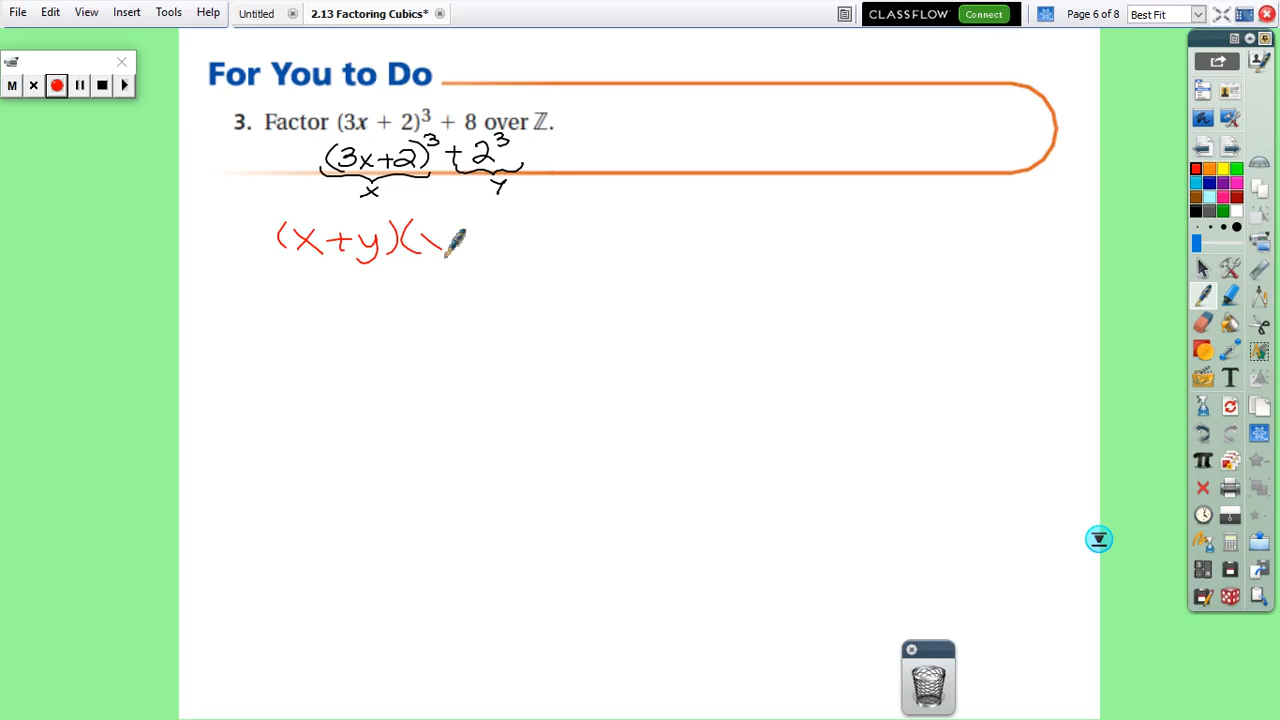 File Edit View Insert Tools Help
Untitled
2.13 Factoring Cubics*
CLASSFLOW Connect
Page 6 of 8
Best Fit
M
For You to Do
3. Factor (3x + 2)³ + 8 over ℤ.
(3x+2)³ + 2³
x y
(x+y)(
T
π